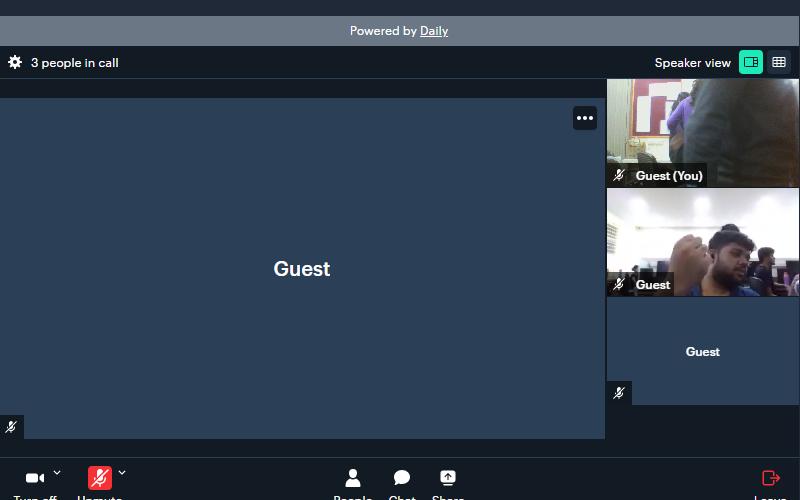 Powered by Daily
3 people in call
Speaker view
Guest
Guest (You)
Guest
Guest
Turn off
Unmute
People
Chat
Share
Leave